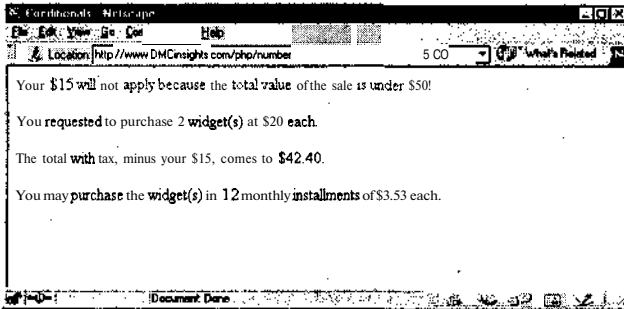 Conditionals - Netscape
File Edit View Go Help
Location: http://www.DMCinsights.com/php/number 5 CO What's Related
Your $15 will not apply because the total value of the sale is under $50!
You requested to purchase 2 widget(s) at $20 each.
The total with tax, minus your $15, comes to $42.40.
You may purchase the widget(s) in 12 monthly installments of $3.53 each.
Document Done